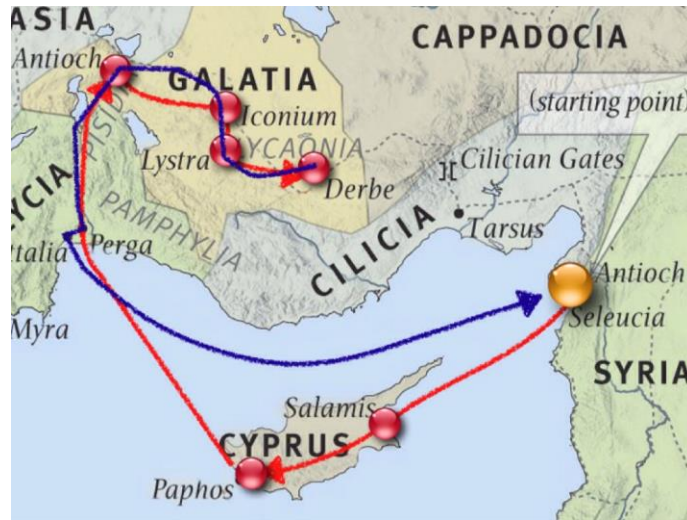 ASIA
CAPPADOCIA
Antioch
GALATIA
(starting point)
Iconium
PISID
Lystra
YCAONIA
Cilician Gates
Derbe
YCIA
PAMPHYLIA
CILICIA
Tarsus
ttalia
Perga
Antioch
Seleucia
Myra
SYRIA
Salamis
CYPRUS
Paphos